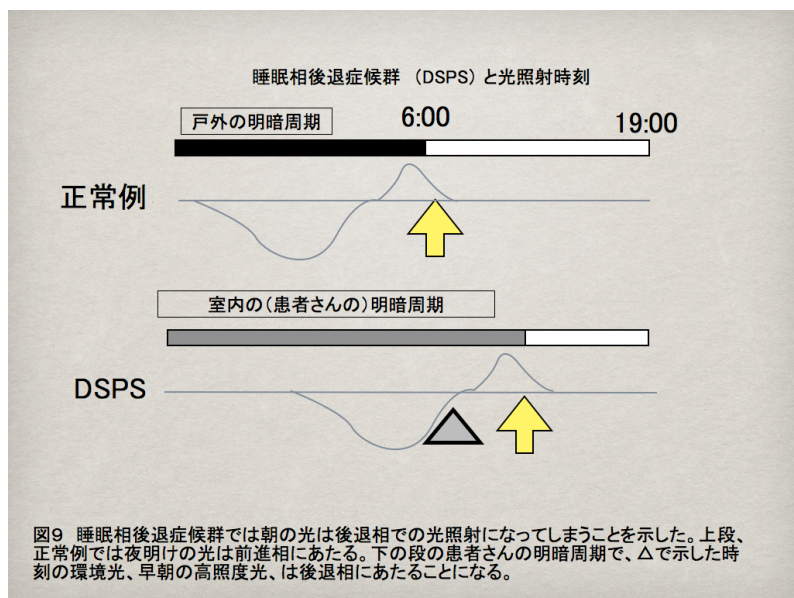 睡眠相後退症候群 （DSPS）と光照射時刻
戸外の明暗周期
6:00
19:00
正常例
室内の（患者さんの）明暗周期
DSPS
図9 睡眠相後退症候群では朝の光は後退相での光照射になってしまうことを示した。上段、
正常例では夜明けの光は前進相にあたる。下の段の患者さんの明暗周期で、△で示した時
刻の環境光、早朝の高照度光、は後退相にあたることになる。